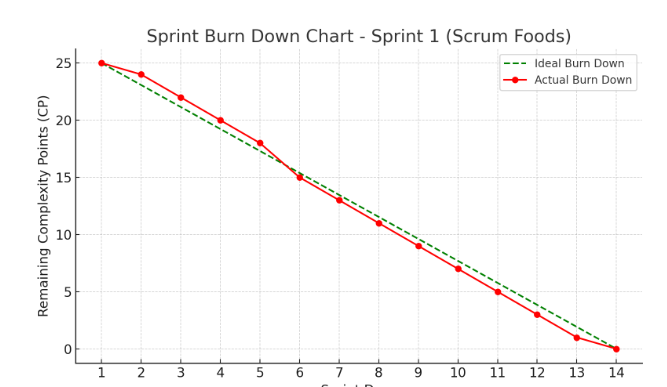 Sprint Burn Down Chart - Sprint 1 (Scrum Foods)
Ideal Burn Down
Actual Burn Down
Remaining Complexity Points (CP)
25
20
15
10
5
0
1 2 3 4 5 6 7 8 9 10 11 12 13 14